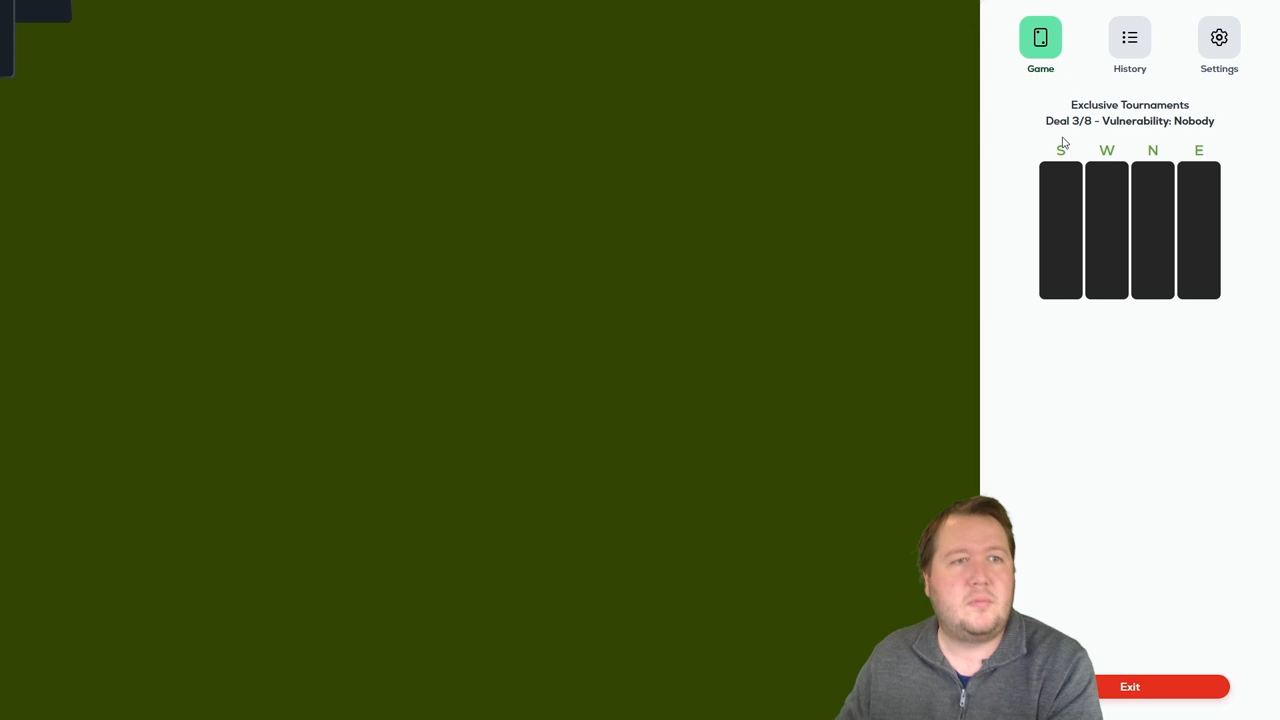 Game
History
Settings
Exclusive Tournaments
Deal 3/8 - Vulnerability: Nobody
S W N E
Exit